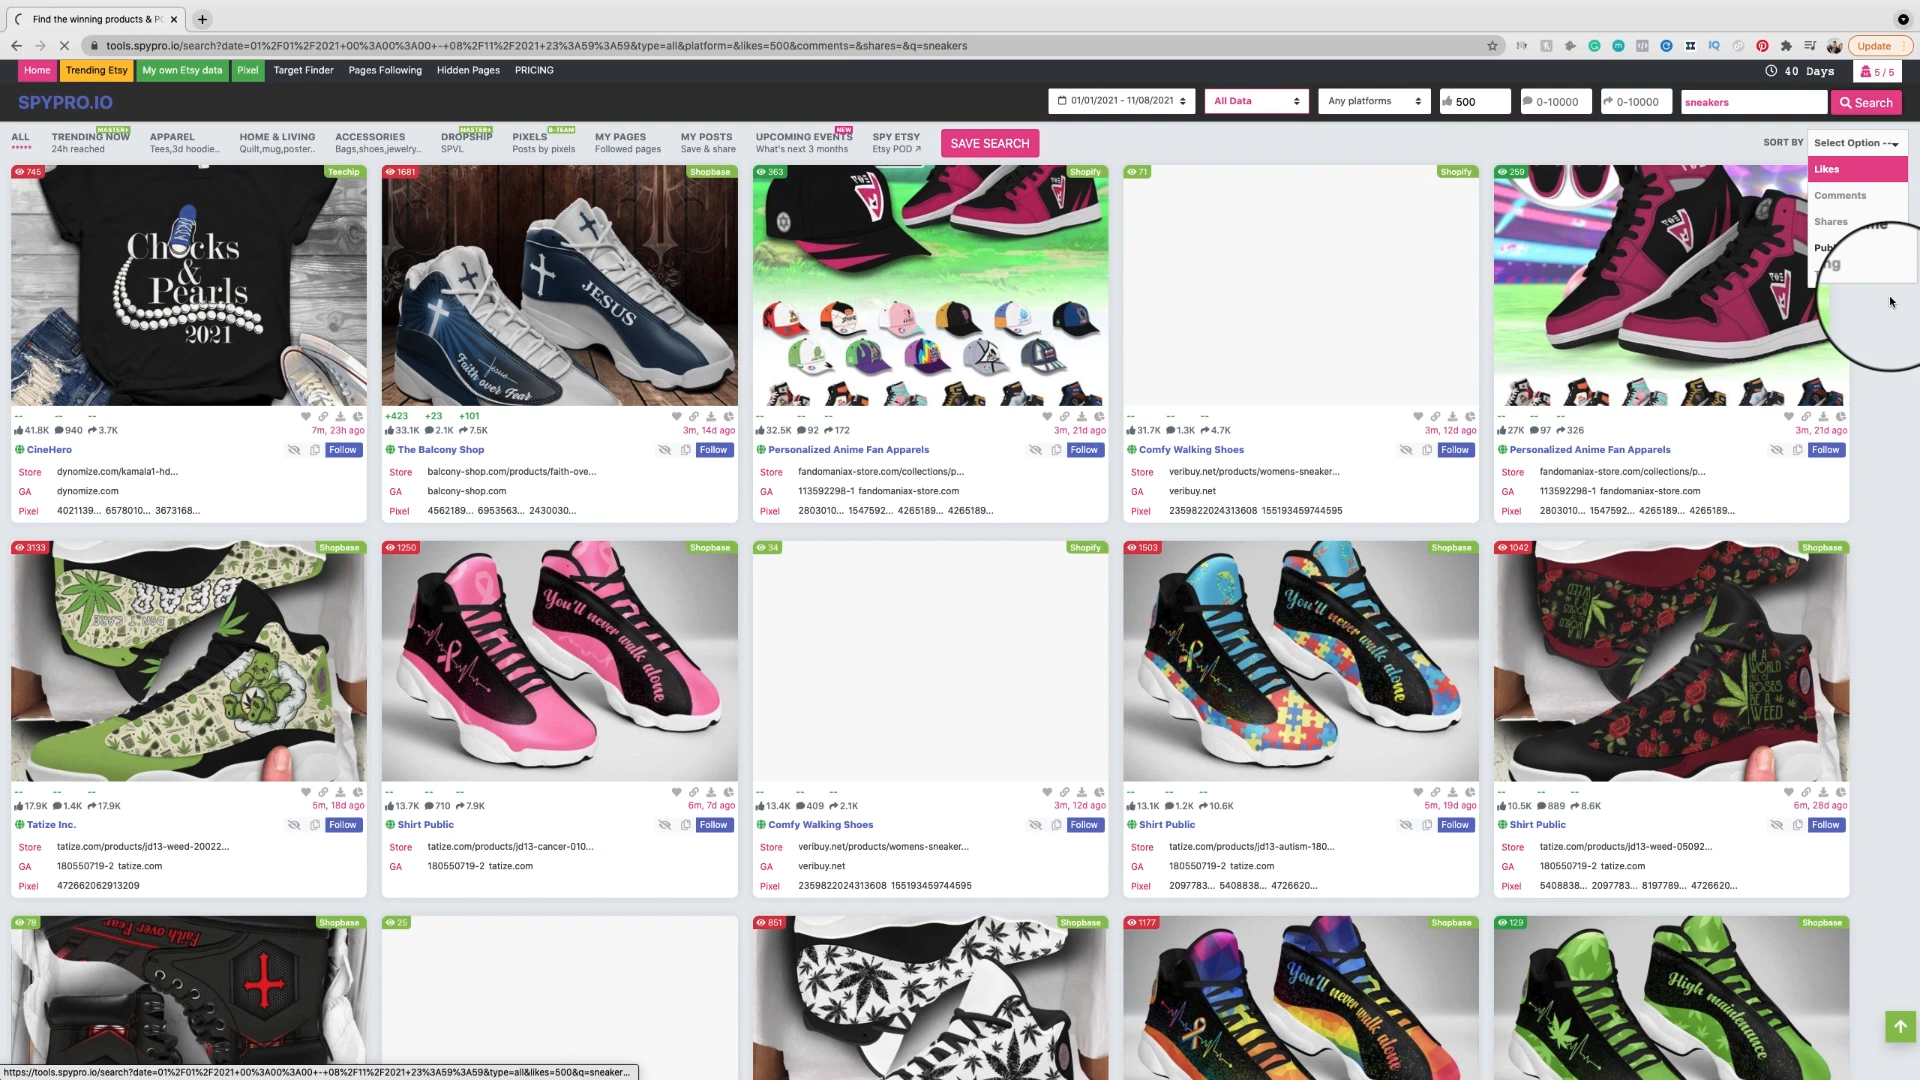 Find the winning products & P
tools.spypro.io/search?date=01%2F01%2F2021+00%3A00%3A00+-+08%2F11%2F2021+23%3A59%3A59&type=all&platform=&likes=500&comments=&shares=&q=sneakers
Update
Home Trending Etsy My own Etsy data Pixel Target Finder Pages Following Hidden Pages PRICING 40 Days 5 / 5
SPYPRO.IO 01/01/2021 - 11/08/2021 All Data Any platforms 500 0-10000 0-10000 sneakers Search
ALL TRENDING NOW MASTER+ 24h reached
APPAREL Tees,3d hoodie..
HOME & LIVING Quilt,mug,poster..
ACCESSORIES Bags,shoes,jewelry..
DROPSHIP MASTER+ SPVL
PIXELS B-TEAM Posts by pixels
MY PAGES Followed pages
MY POSTS Save & share
UPCOMING EVENTS NEW What's next 3 months
SPY ETSY Etsy POD
SAVE SEARCH
SORT BY Select Option --
Likes
Comments
Shares
745 Teechip
Chucks
&
Pearls
2021
-- -- --
41.8K 940 3.7K 7m, 23h ago
CineHero Follow
Store dynomize.com/kamala1-hd...
GA dynomize.com
Pixel 4021139... 6578010... 3673168...
1681 Shopbase
JESUS
Jesus
Faith over Fear
+423 +23 +101
33.1K 2.1K 7.5K 3m, 14d ago
The Balcony Shop Follow
Store balcony-shop.com/products/faith-ove...
GA balcony-shop.com
Pixel 4562189... 6953563... 2430030...
363 Shopify
-- -- --
32.5K 92 172 3m, 21d ago
Personalized Anime Fan Apparels Follow
Store fandomaniax-store.com/collections/p...
GA 113592298-1 fandomaniax-store.com
Pixel 2803010... 1547592... 4265189... 4265189...
71 Shopify
-- -- --
31.7K 1.3K 4.7K 3m, 12d ago
Comfy Walking Shoes Follow
Store veribuy.net/products/womens-sneaker...
GA veribuy.net
Pixel 2359822024313608 155193459744595
259
-- -- --
27K 97 326 3m, 21d ago
Personalized Anime Fan Apparels Follow
Store fandomaniax-store.com/collections/p...
GA 113592298-1 fandomaniax-store.com
Pixel 2803010... 1547592... 4265189... 4265189...
3133 Shopbase
DON'T CARE
BEAR
-- -- --
17.9K 1.4K 17.9K 5m, 18d ago
Tatize Inc. Follow
Store tatize.com/products/jd13-weed-20022...
GA 180550719-2 tatize.com
Pixel 472662062913209
1250 Shopbase
You'll never walk alone
-- -- --
13.7K 710 7.9K 6m, 7d ago
Shirt Public Follow
Store tatize.com/products/jd13-cancer-010...
GA 180550719-2 tatize.com
34 Shopify
-- -- --
13.4K 409 2.1K 3m, 12d ago
Comfy Walking Shoes Follow
Store veribuy.net/products/womens-sneaker...
GA veribuy.net
Pixel 2359822024313608 155193459744595
1503 Shopbase
You'll never walk alone
-- -- --
13.1K 1.2K 10.6K 5m, 19d ago
Shirt Public Follow
Store tatize.com/products/jd13-autism-180...
GA 180550719-2 tatize.com
Pixel 2097783... 5408838... 4726620...
1042 Shopbase
IN A
WORLD
FULL OF
ROSES
BE A
WEED
-- -- --
10.5K 889 8.6K 6m, 28d ago
Shirt Public Follow
Store tatize.com/products/jd13-weed-05092...
GA 180550719-2 tatize.com
Pixel 5408838... 2097783... 8197789... 4726620...
78 Shopbase
Faith over Fear
25
851 Shopbase
1177 Shopbase
You'll never walk alone
129 Shopbase
High maintenance
https://tools.spypro.io/search?date=01%2F01%2F2021+00%3A00%3A00+-+08%2F11%2F2021+23%3A59%3A59&type=all&likes=500&q=sneaker...